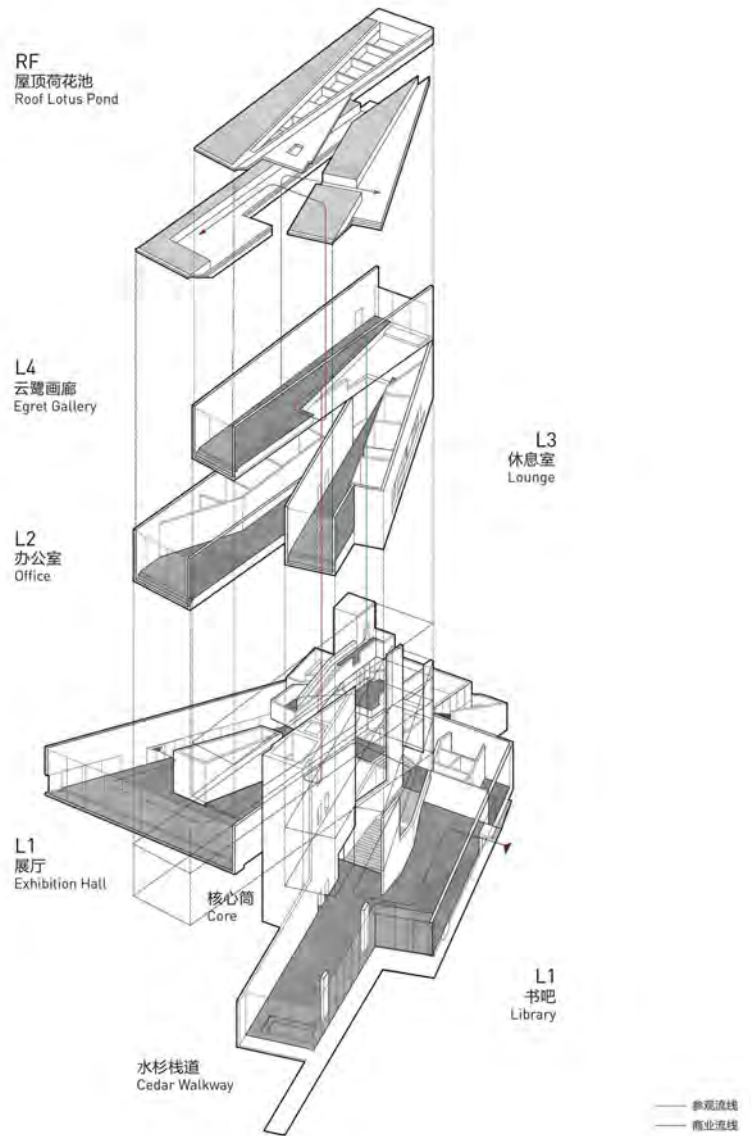 RF
屋顶荷花池
Roof Lotus Pond
L4
云鹭画廊
Egret Gallery
L3
休息室
Lounge
L2
办公室
Office
L1
展厅
Exhibition Hall
核心筒
Core
L1
书吧
Library
水杉栈道
Cedar Walkway
参观流线
商业流线